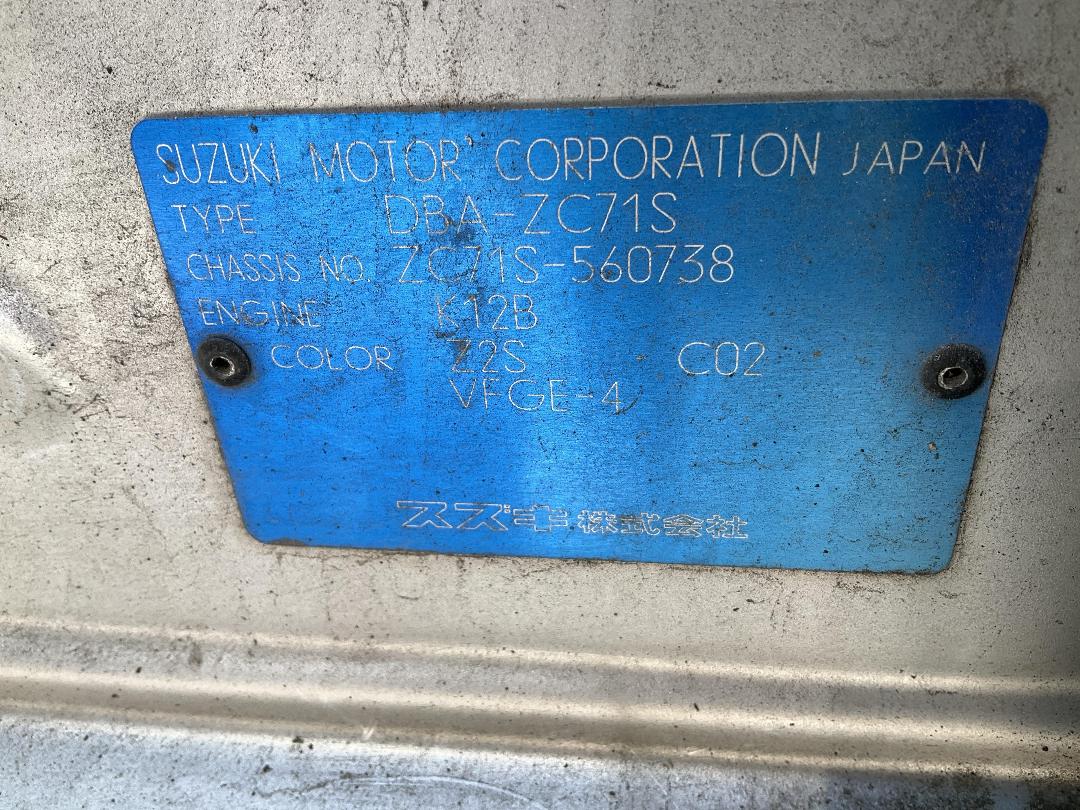 SUZUKI MOTOR CORPORATION JAPAN
TYPE DBA-ZC71S
CHASSIS NO. ZC71S-560738
ENGINE K12B
COLOR Z2S C02
VFGE-4
スズキ株式会社